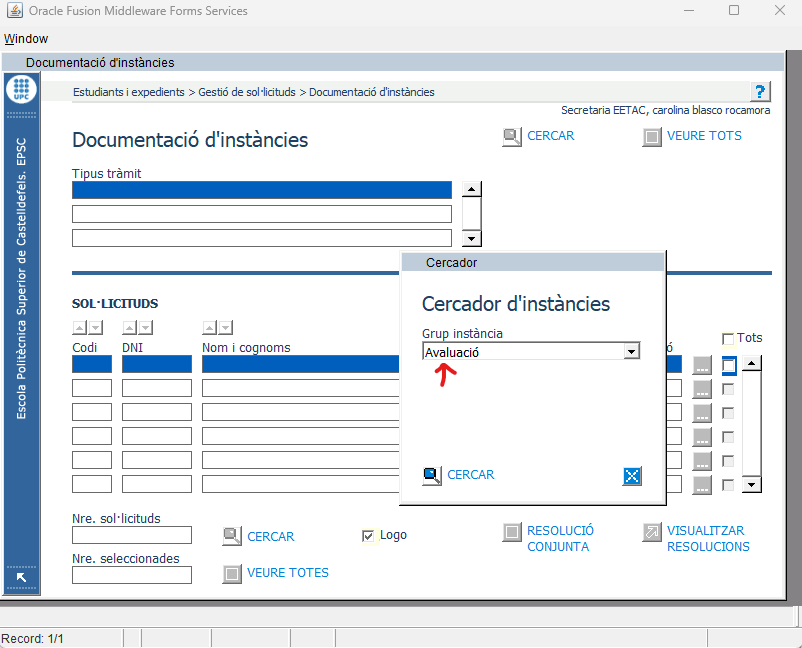 Oracle Fusion Middleware Forms Services
Window
Documentació d'instàncies
UPC
Escola Politècnica Superior de Castelldefels. EPSC
Estudiants i expedients > Gestió de sol·licituds > Documentació d'instàncies
?
Secretaria EETAC, carolina blasco rocamora
Documentació d'instàncies
CERCAR
VEURE TOTS
Tipus tràmit
Cercador
Cercador d'instàncies
Grup instància
Avaluació
CERCAR
SOL·LICITUDS
Tots
Codi
DNI
Nom i cognoms
ó
...
...
...
...
...
...
Nre. sol·licituds
CERCAR
Logo
RESOLUCIÓ
CONJUNTA
VISUALITZAR
RESOLUCIONS
Nre. seleccionades
VEURE TOTES
Record: 1/1